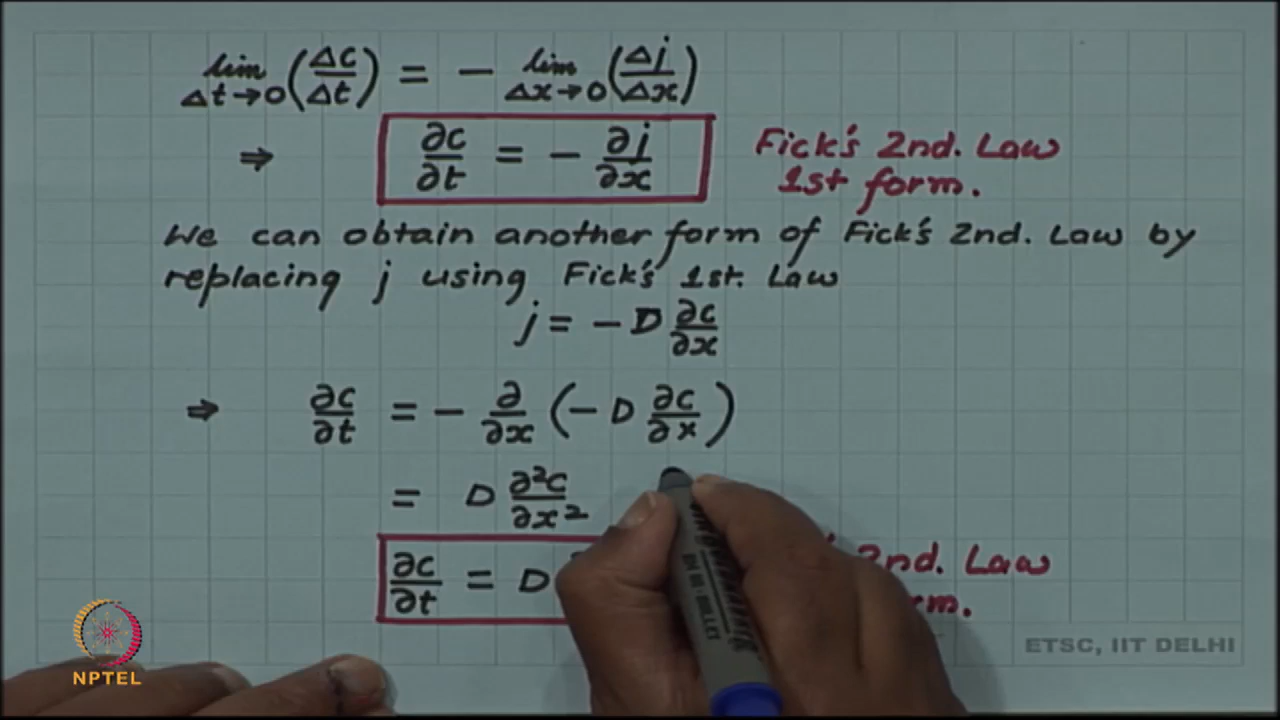 lim Δt→0 (Δc/Δt) = - lim Δx→0 (Δj/Δx)
⇒ ∂c/∂t = - ∂j/∂x Fick's 2nd. Law
1st form.
We can obtain another form of Fick's 2nd. Law by
replacing j using Fick's 1st. Law
j = - D ∂c/∂x
⇒ ∂c/∂t = - ∂/∂x (- D ∂c/∂x)
= D ∂²c/∂x²
∂c/∂t = D 2nd. Law
NPTEL
ETSC, IIT DELHI